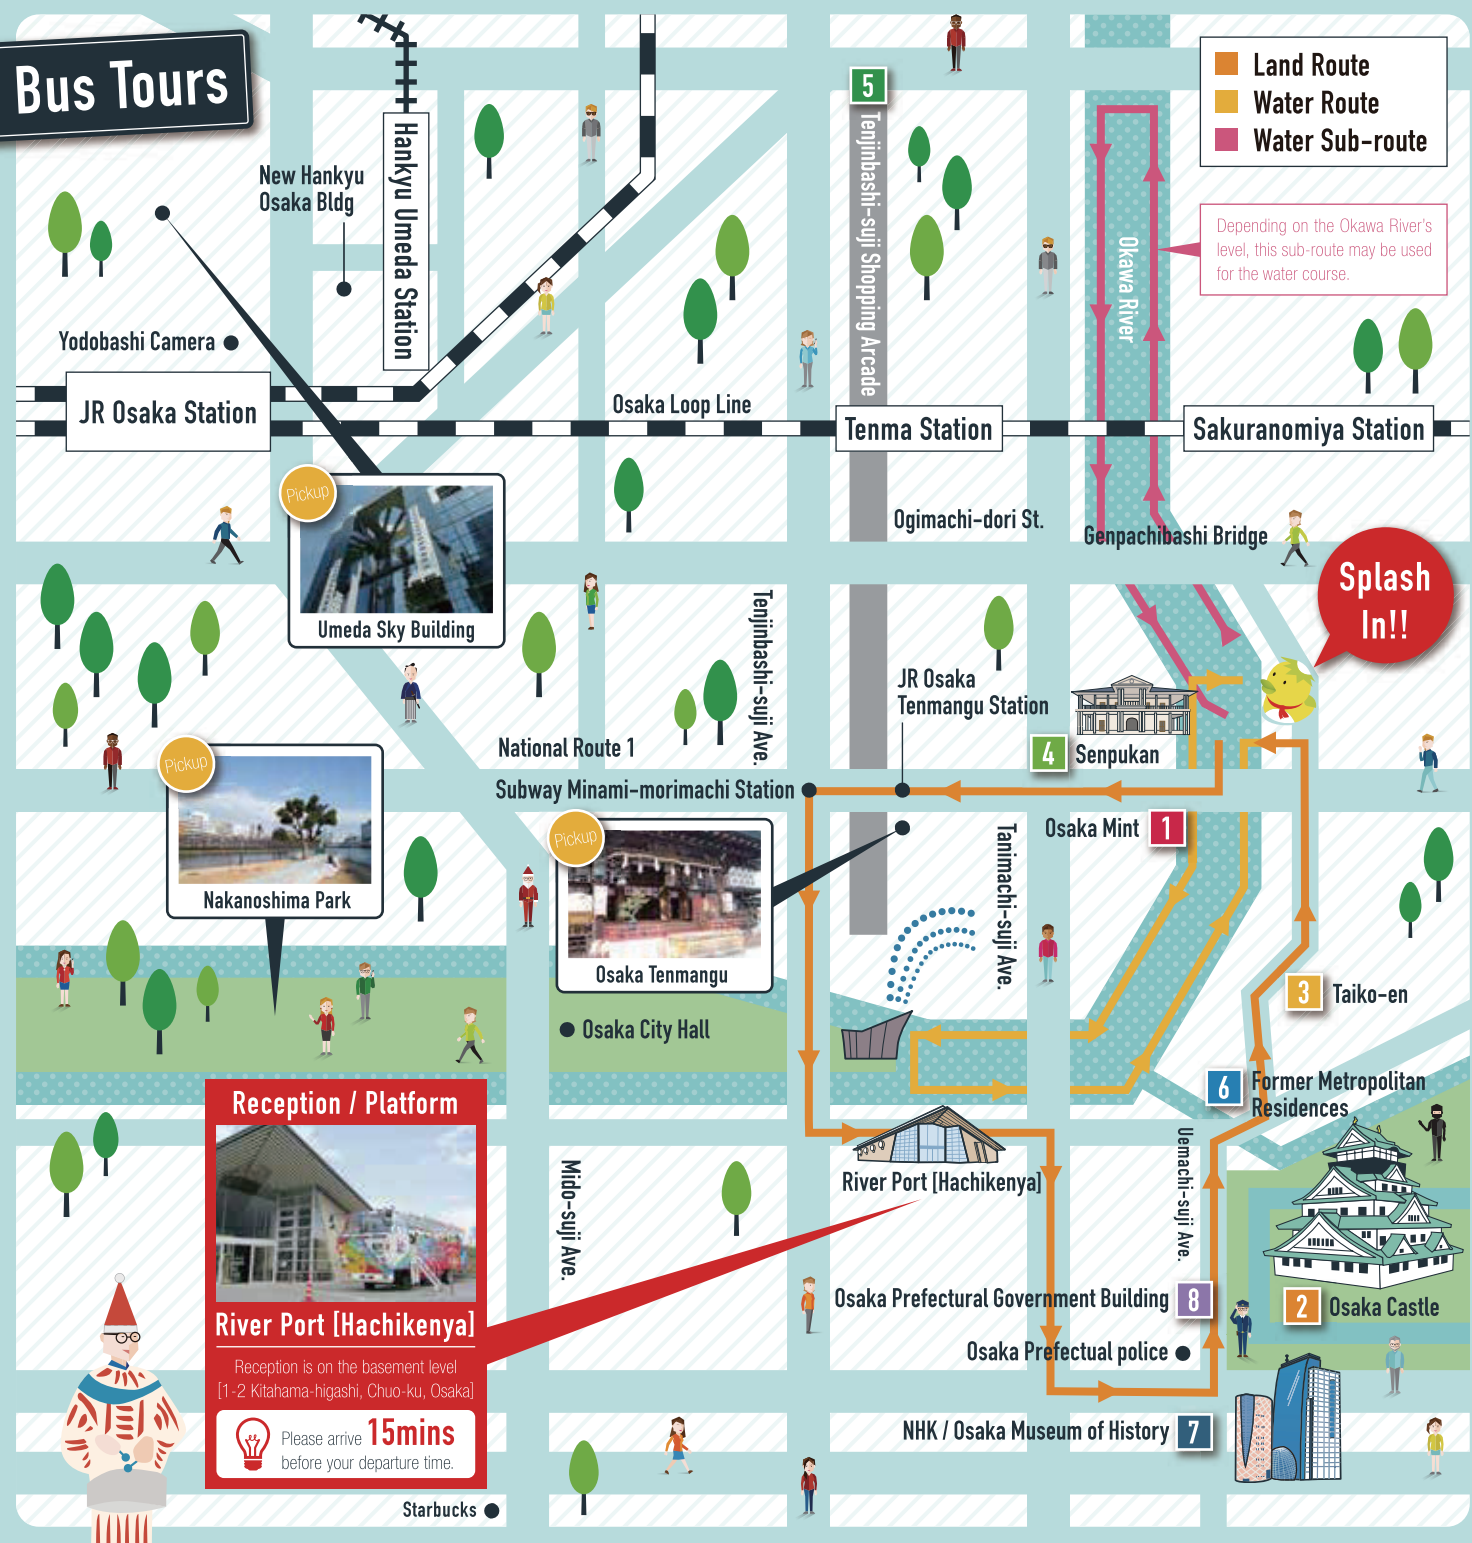 Bus Tours
Land Route
Water Route
Water Sub-route
Depending on the Okawa River's
level, this sub-route may be used
for the water course.
5
Tenjinbashi-suji Shopping Arcade
Hankyu Umeda Station
New Hankyu
Osaka Bldg
Okawa River
Yodobashi Camera
JR Osaka Station
Osaka Loop Line
Tenma Station
Sakuranomiya Station
Pickup
Umeda Sky Building
Ogimachi-dori St.
Genpachibashi Bridge
Splash
In!!
Tenjinbashi-suji Ave.
JR Osaka
Tenmangu Station
National Route 1
4
Senpukan
Subway Minami-morimachi Station
Pickup
Nakanoshima Park
Pickup
Osaka Tenmangu
Osaka Mint
1
Tanimachi-suji Ave.
3
Taiko-en
Osaka City Hall
6
Former Metropolitan
Residences
Reception / Platform
River Port [Hachikenya]
Reception is on the basement level
[1-2 Kitahama-higashi, Chuo-ku, Osaka]
Please arrive 15mins
before your departure time.
Mido-suji Ave.
River Port [Hachikenya]
Uemachi-suji Ave.
Osaka Prefectural Government Building
8
2
Osaka Castle
Osaka Prefectual police
NHK / Osaka Museum of History
7
Starbucks